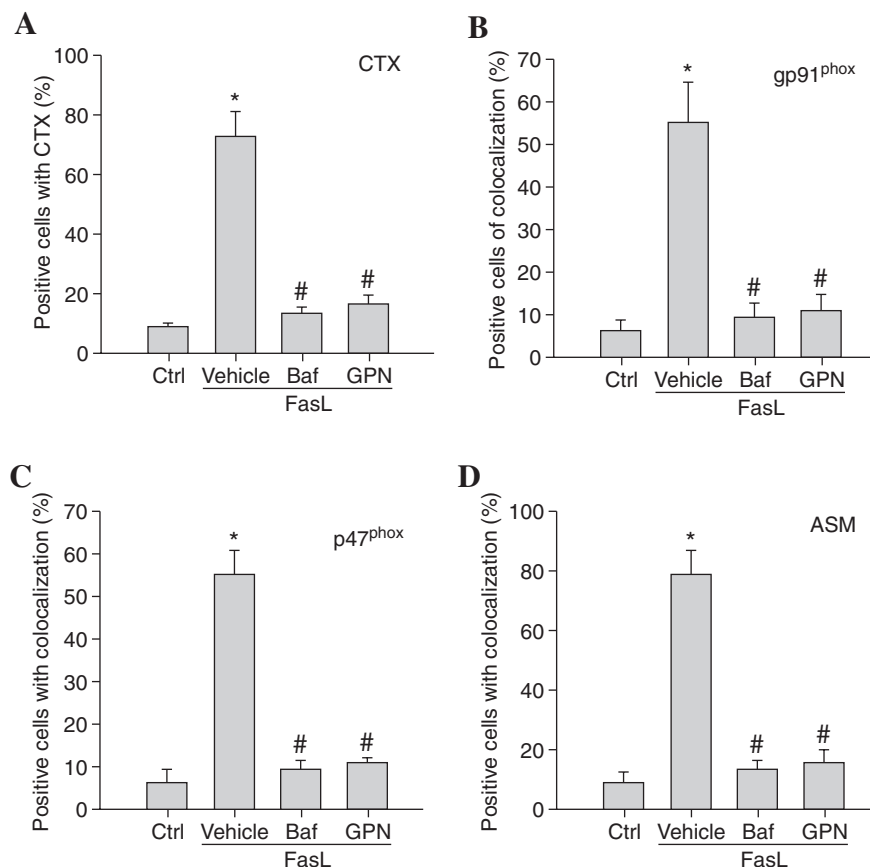 A
CTX
Positive cells with CTX (%)
100
80
60
40
20
0
*
#
#
Ctrl Vehicle Baf GPN
FasL
B
gp91phox
Positive cells of colocalization (%)
70
60
50
40
30
20
10
0
*
#
#
Ctrl Vehicle Baf GPN
FasL
C
p47phox
Positive cells with colocalization (%)
70
60
50
40
30
20
10
0
*
#
#
Ctrl Vehicle Baf GPN
FasL
D
ASM
Positive cells with colocalization (%)
100
80
60
40
20
0
*
#
#
Ctrl Vehicle Baf GPN
FasL